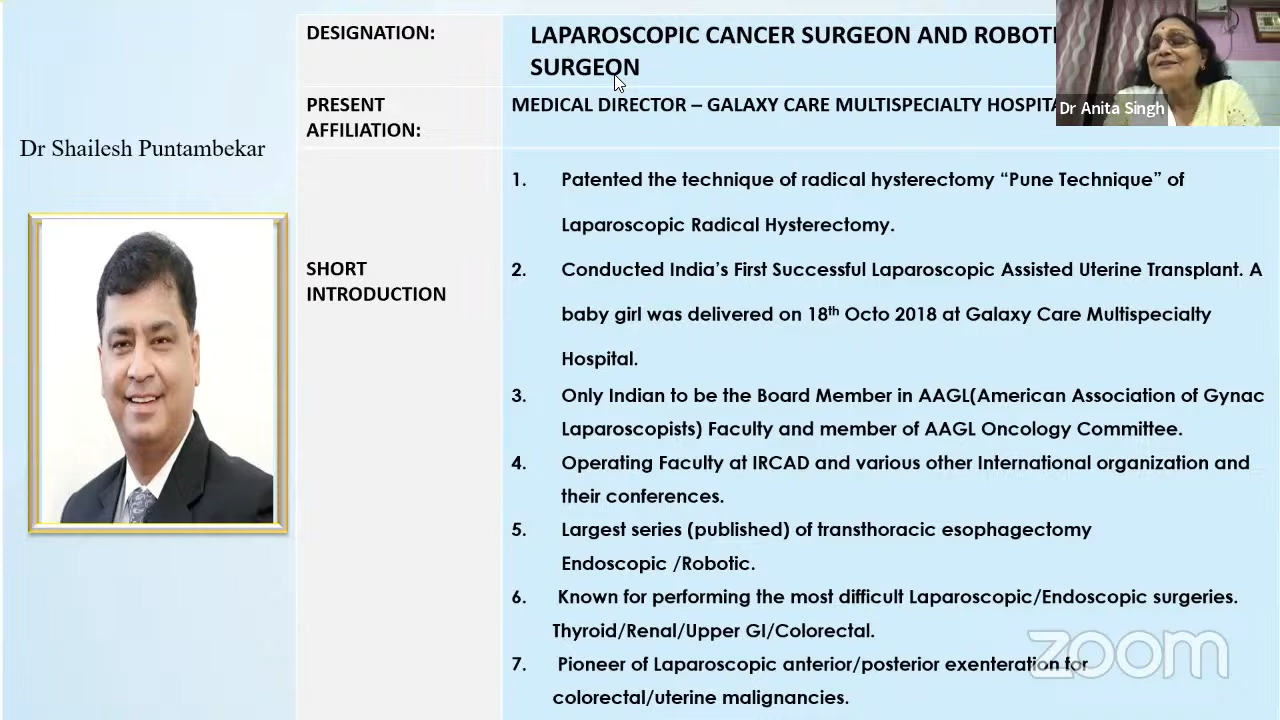 DESIGNATION:
LAPAROSCOPIC CANCER SURGEON AND
SURGEON
PRESENT
AFFILIATION:
MEDICAL DIRECTOR – GALAXY CARE MULTISPECIALTY
Dr Anita Singh
Dr Shailesh Puntambekar
SHORT
INTRODUCTION
1. Patented the technique of radical hysterectomy “Pune Technique” of
Laparoscopic Radical Hysterectomy.
2. Conducted India’s First Successful Laparoscopic Assisted Uterine Transplant. A
baby girl was delivered on 18th Octo 2018 at Galaxy Care Multispecialty
Hospital.
3. Only Indian to be the Board Member in AAGL(American Association of Gynac
Laparoscopists) Faculty and member of AAGL Oncology Committee.
4. Operating Faculty at IRCAD and various other International organization and
their conferences.
5. Largest series (published) of transthoracic esophagectomy
Endoscopic /Robotic.
6. Known for performing the most difficult Laparoscopic/Endoscopic surgeries.
Thyroid/Renal/Upper GI/Colorectal.
7. Pioneer of Laparoscopic anterior/posterior exenteration for
colorectal/uterine malignancies.
zoom